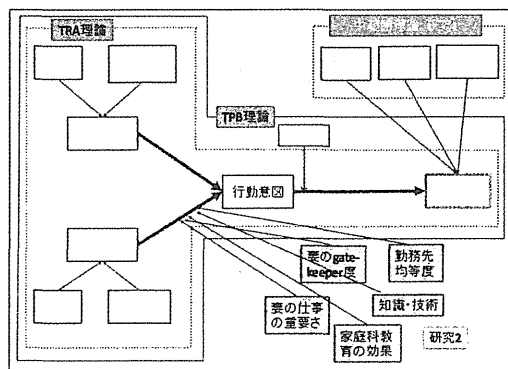 TRA理論
TPB理論
行動意図
妻のgate-
keeper度
勤務先
均等度
妻の仕事
の重要さ
知識・技術
家庭科教
育の効果
研究2